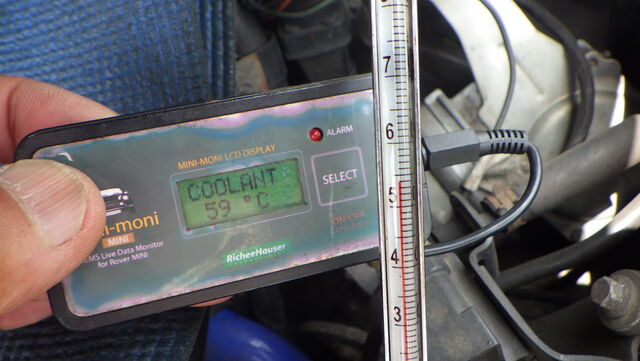 7
6
5
4
3
ALARM
MINI-MONI LCD DISPLAY
COOLANT
59 °C
SELECT
ON/OFF
-moni
MINI
EMS Live Data Monitor
for Rover MINI
RicheeHauser